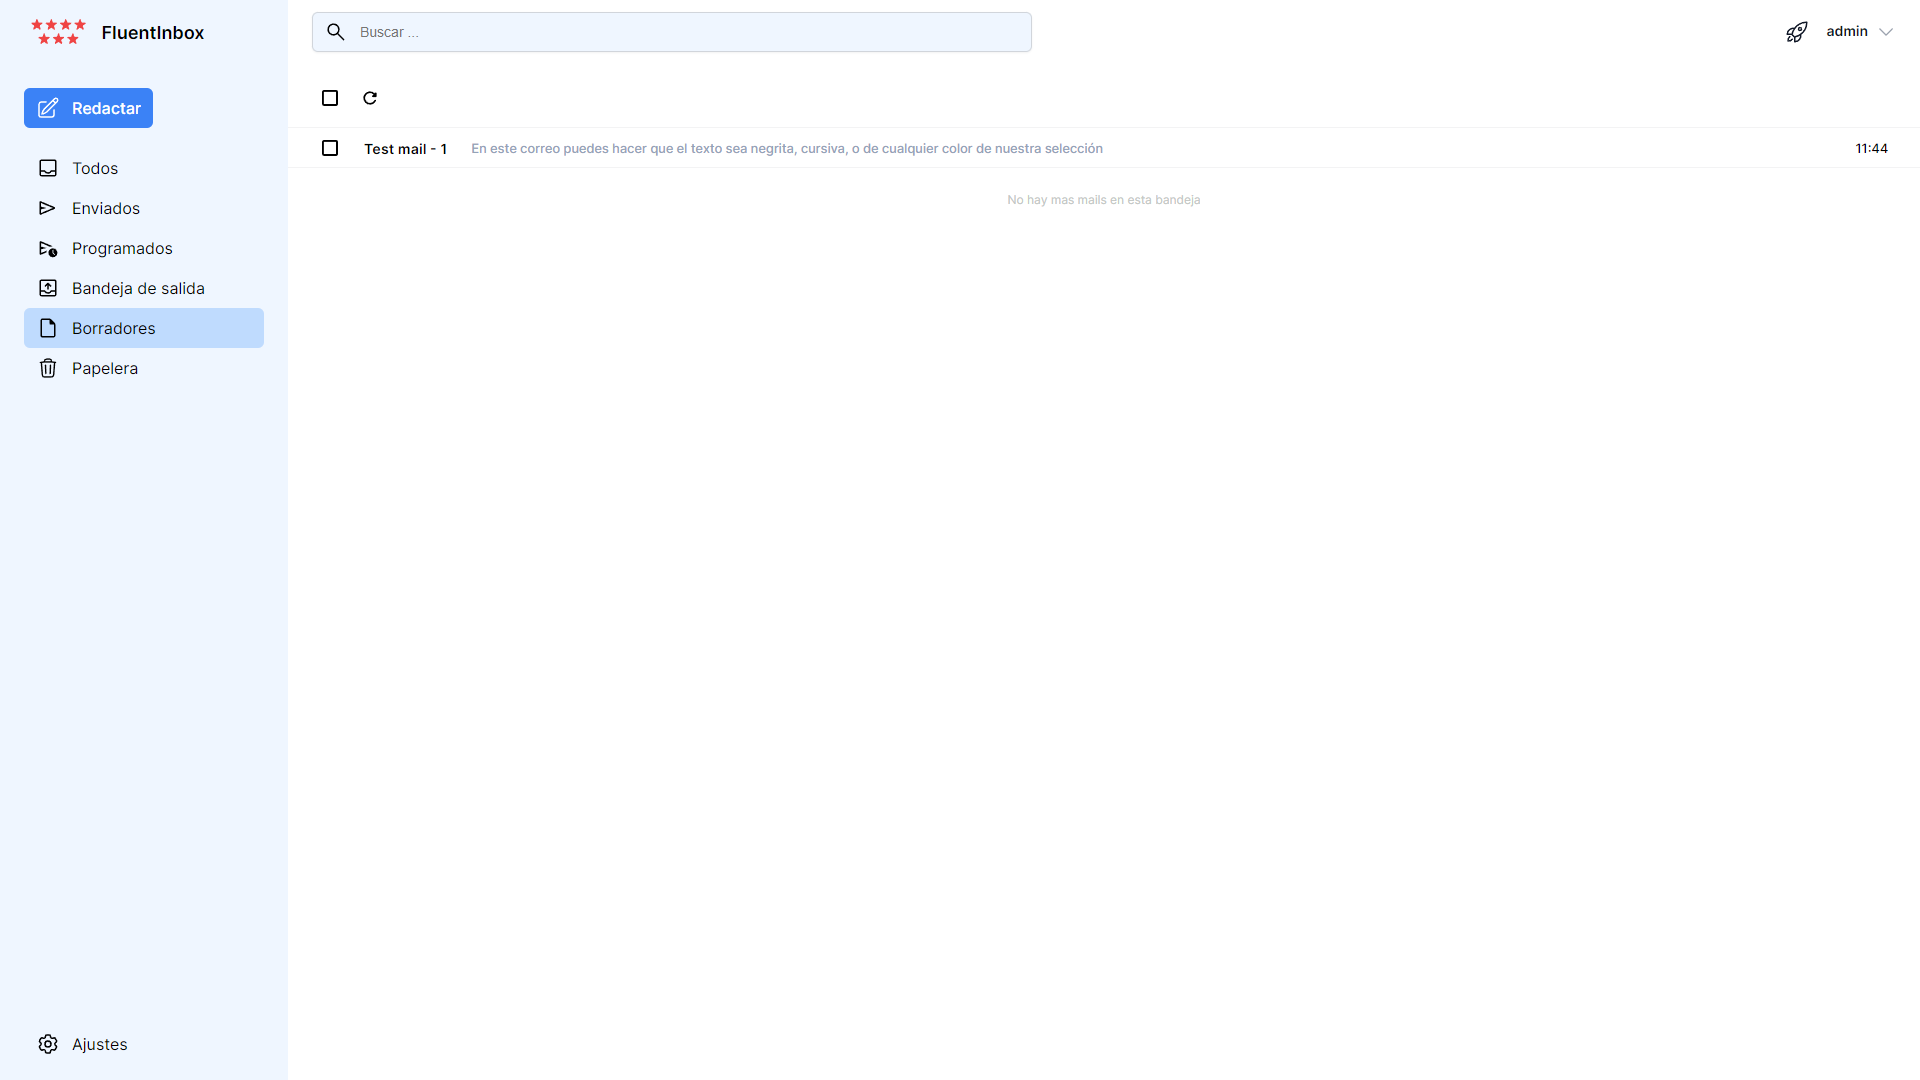 FluentInbox
Buscar ...
admin
Redactar
Todos
Enviados
Programados
Bandeja de salida
Borradores
Papelera
Ajustes
Test mail - 1 En este correo puedes hacer que el texto sea negrita, cursiva, o de cualquier color de nuestra selección 11:44
No hay mas mails en esta bandeja